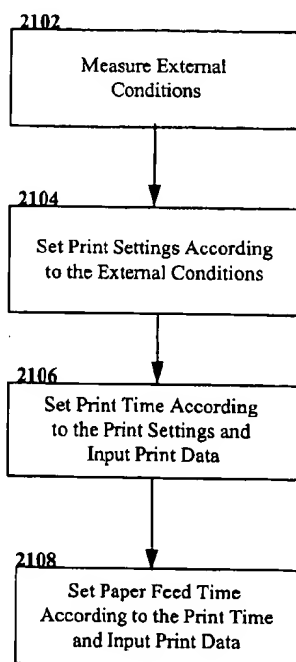 2102
Measure External
Conditions
2104
Set Print Settings According
to the External Conditions
2106
Set Print Time According
to the Print Settings and
Input Print Data
2108
Set Paper Feed Time
According to the Print Time
and Input Print Data